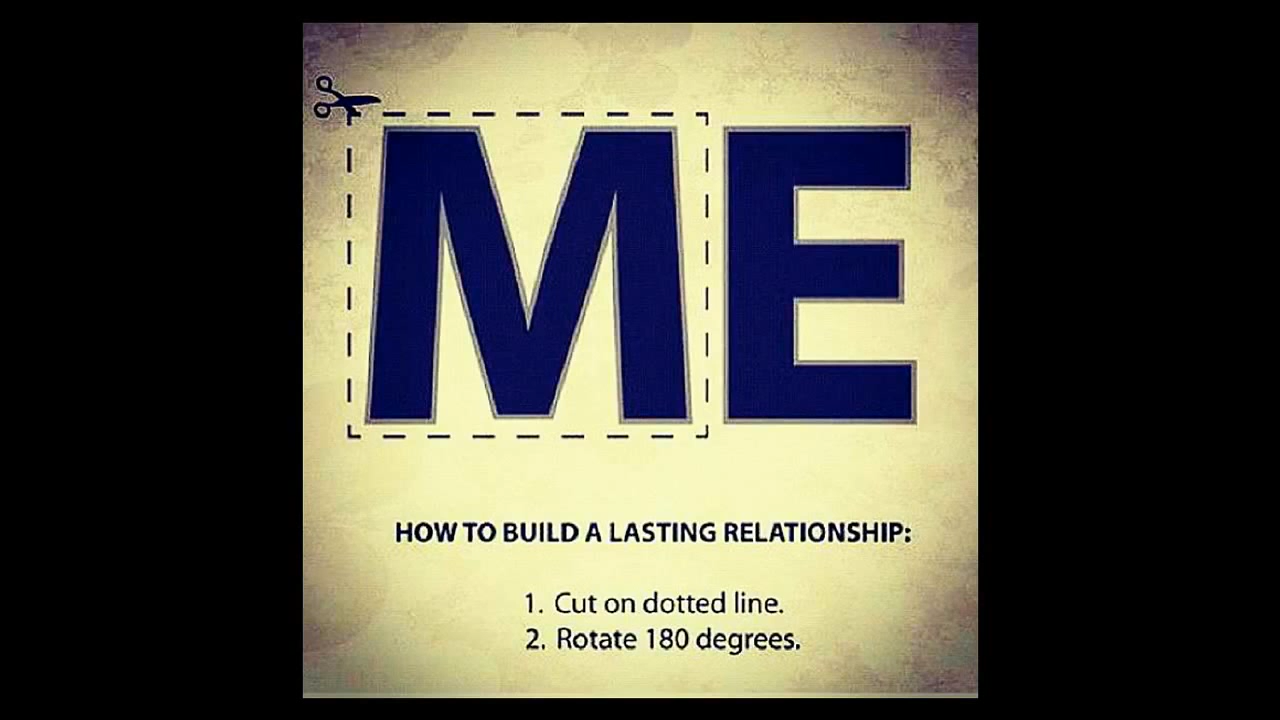 ME
HOW TO BUILD A LASTING RELATIONSHIP:
1. Cut on dotted line.
2. Rotate 180 degrees.